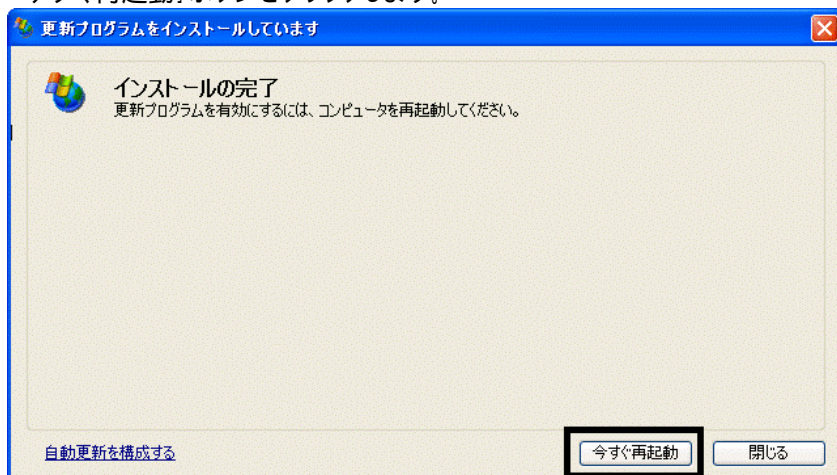 更新プログラムをインストールしています
インストールの完了
更新プログラムを有効にするには、コンピュータを再起動してください。
自動更新を構成する
今すぐ再起動
閉じる